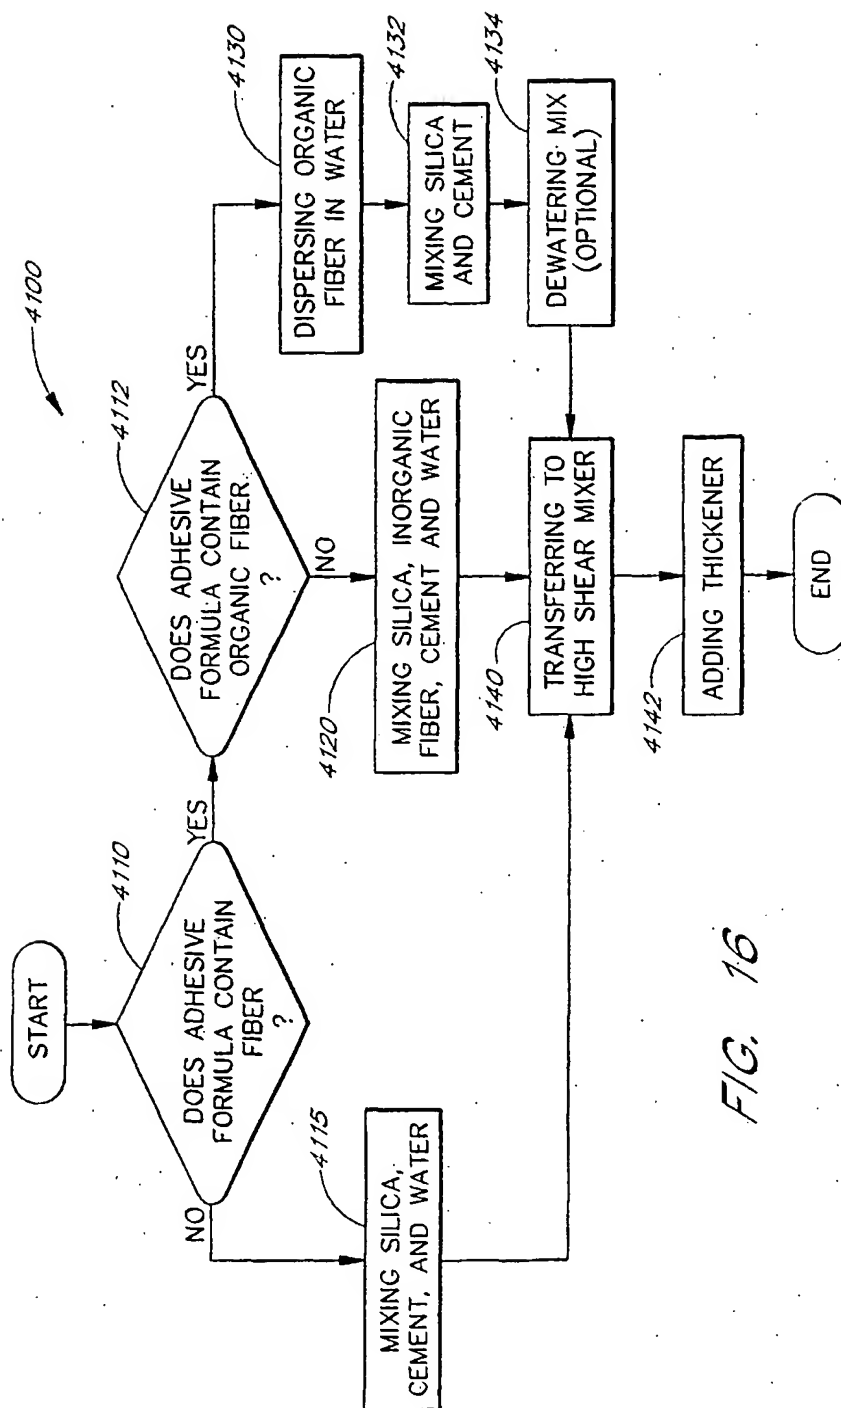 4100
START
4110
DOES ADHESIVE
FORMULA CONTAIN
FIBER
?
NO
YES
4112
DOES ADHESIVE
FORMULA CONTAIN
ORGANIC FIBER
?
YES
NO
4115
MIXING SILICA,
CEMENT, AND WATER
4120
MIXING SILICA, INORGANIC
FIBER, CEMENT AND WATER
4130
DISPERSING ORGANIC
FIBER IN WATER
4132
MIXING SILICA
AND CEMENT
4134
DEWATERING MIX
(OPTIONAL)
4140
TRANSFERRING TO
HIGH SHEAR MIXER
4142
ADDING THICKENER
END
FIG. 16